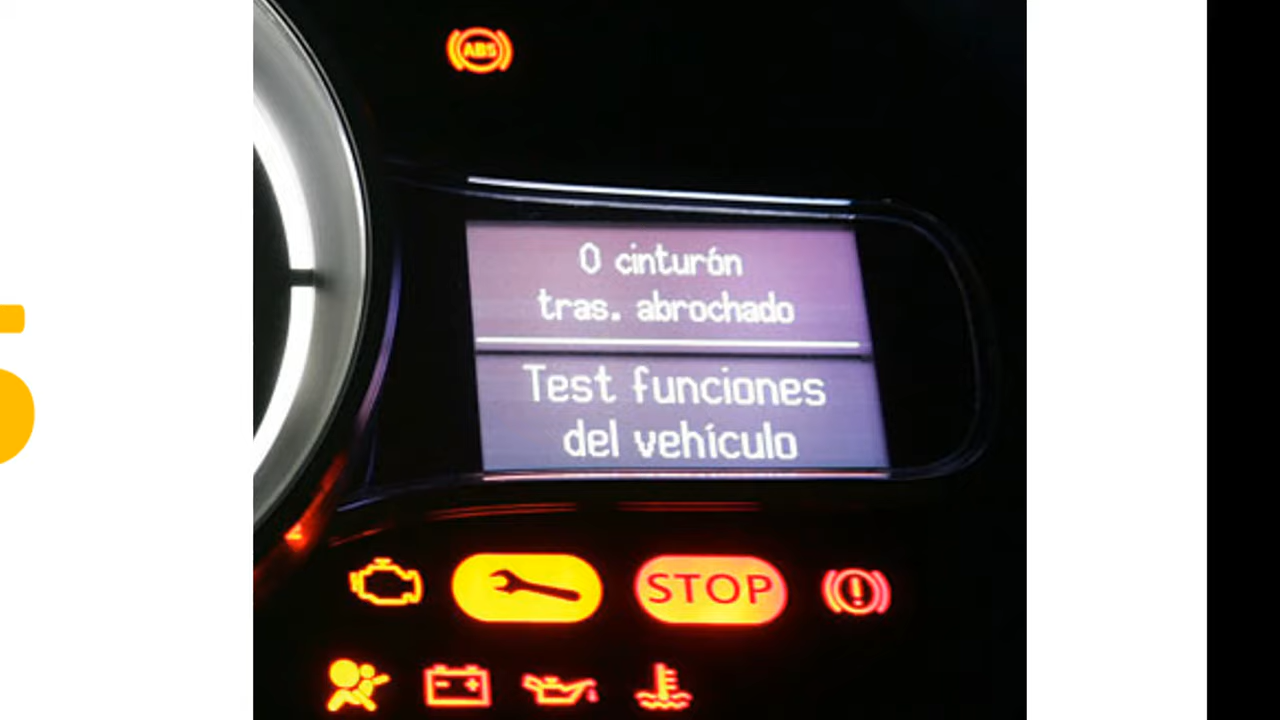 ABS
0 cinturón
tras. abrochado
Test funciones
del vehículo
STOP